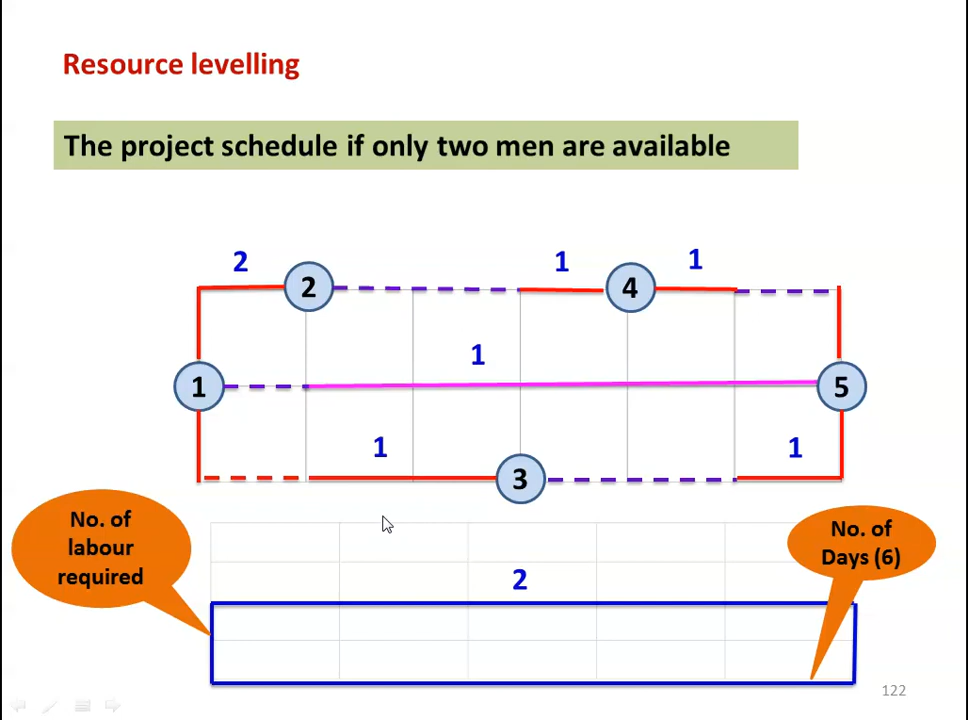 Resource levelling
The project schedule if only two men are available
2
1
1
2
4
1
1
5
1
1
3
No. of
labour
required
No. of
Days (6)
2
122